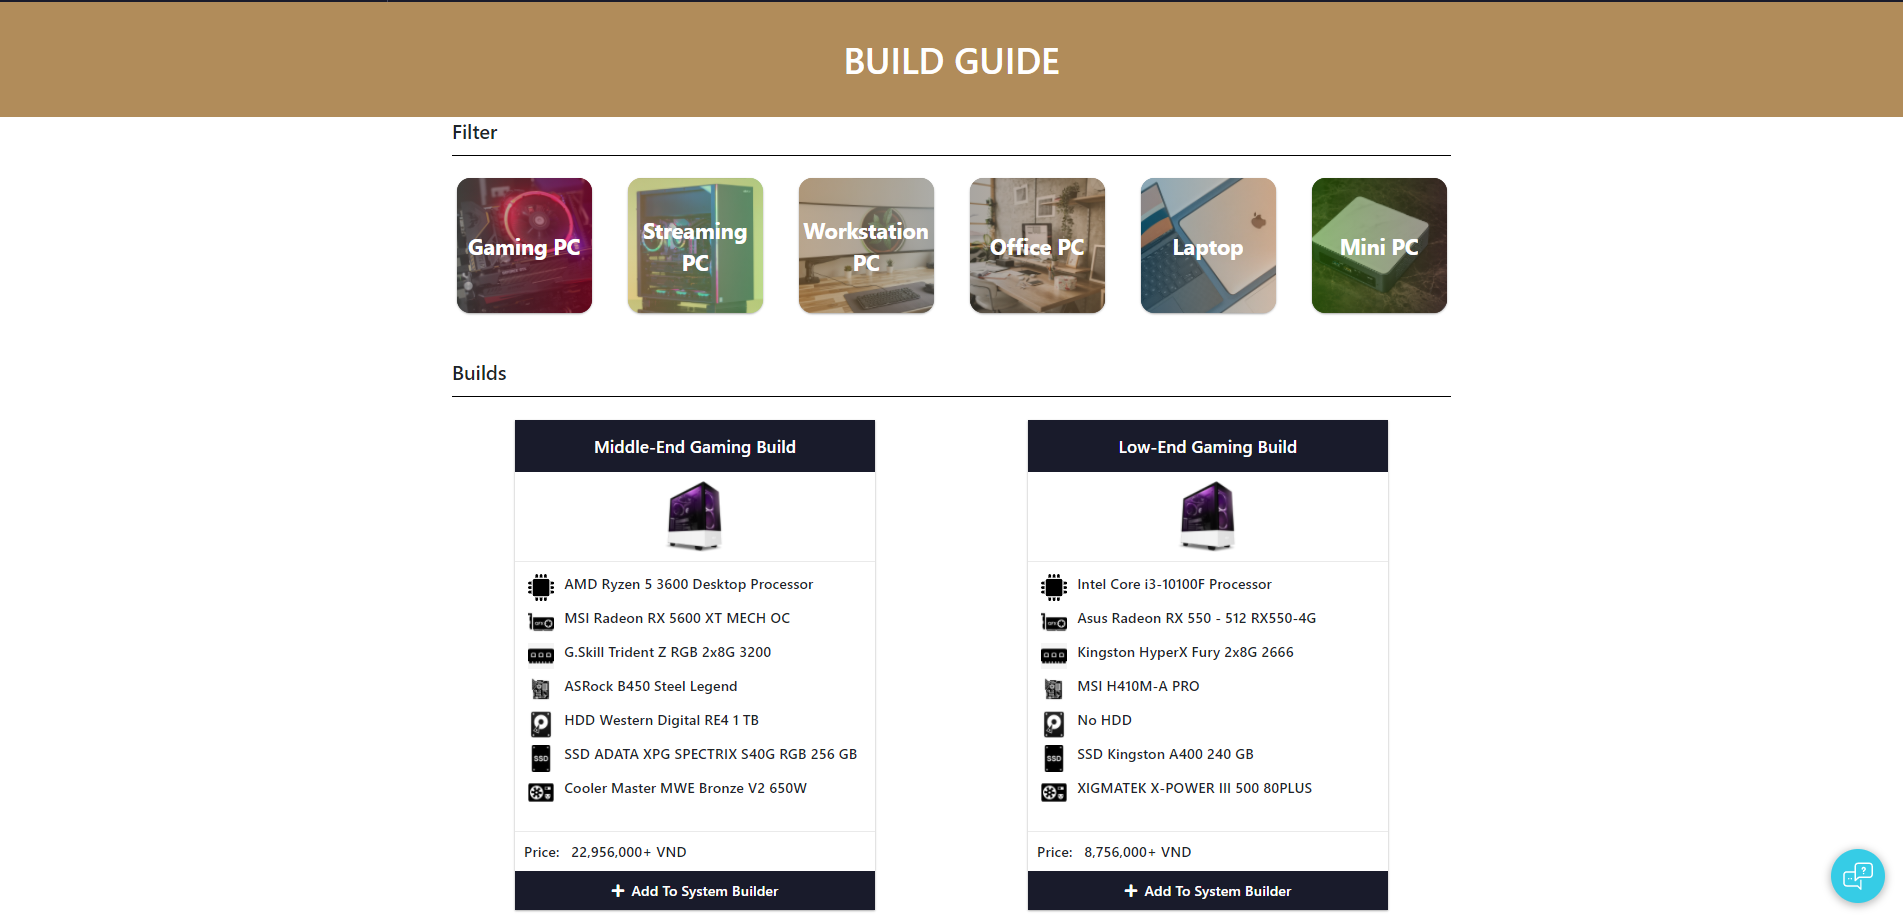 BUILD GUIDE
Filter
Gaming PC
Streaming
PC
Workstation
PC
Office PC
Laptop
Mini PC
Builds
Middle-End Gaming Build
AMD Ryzen 5 3600 Desktop Processor
MSI Radeon RX 5600 XT MECH OC
G.Skill Trident Z RGB 2x8G 3200
ASRock B450 Steel Legend
HDD Western Digital RE4 1 TB
SSD
SSD ADATA XPG SPECTRIX S40G RGB 256 GB
Cooler Master MWE Bronze V2 650W
Price: 22,956,000+ VND
Add To System Builder
Low-End Gaming Build
Intel Core i3-10100F Processor
Asus Radeon RX 550 - 512 RX550-4G
Kingston HyperX Fury 2x8G 2666
MSI H410M-A PRO
No HDD
SSD
SSD Kingston A400 240 GB
XIGMATEK X-POWER III 500 80PLUS
Price: 8,756,000+ VND
Add To System Builder